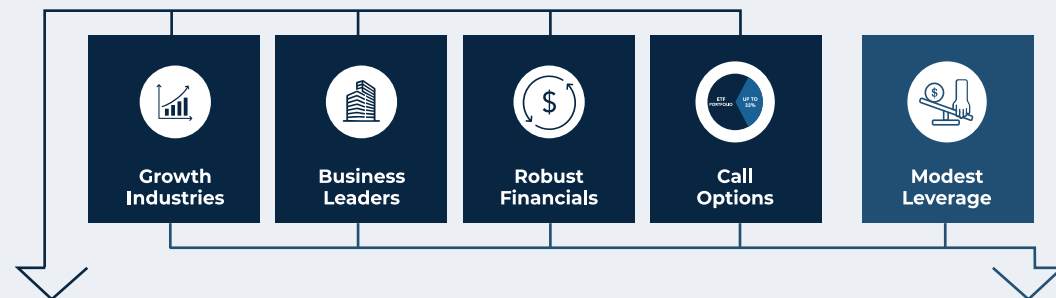 ETF
PORTFOLIO
UP TO
33%
$
$
Growth
Industries
Business
Leaders
Robust
Financials
Call
Options
Modest
Leverage